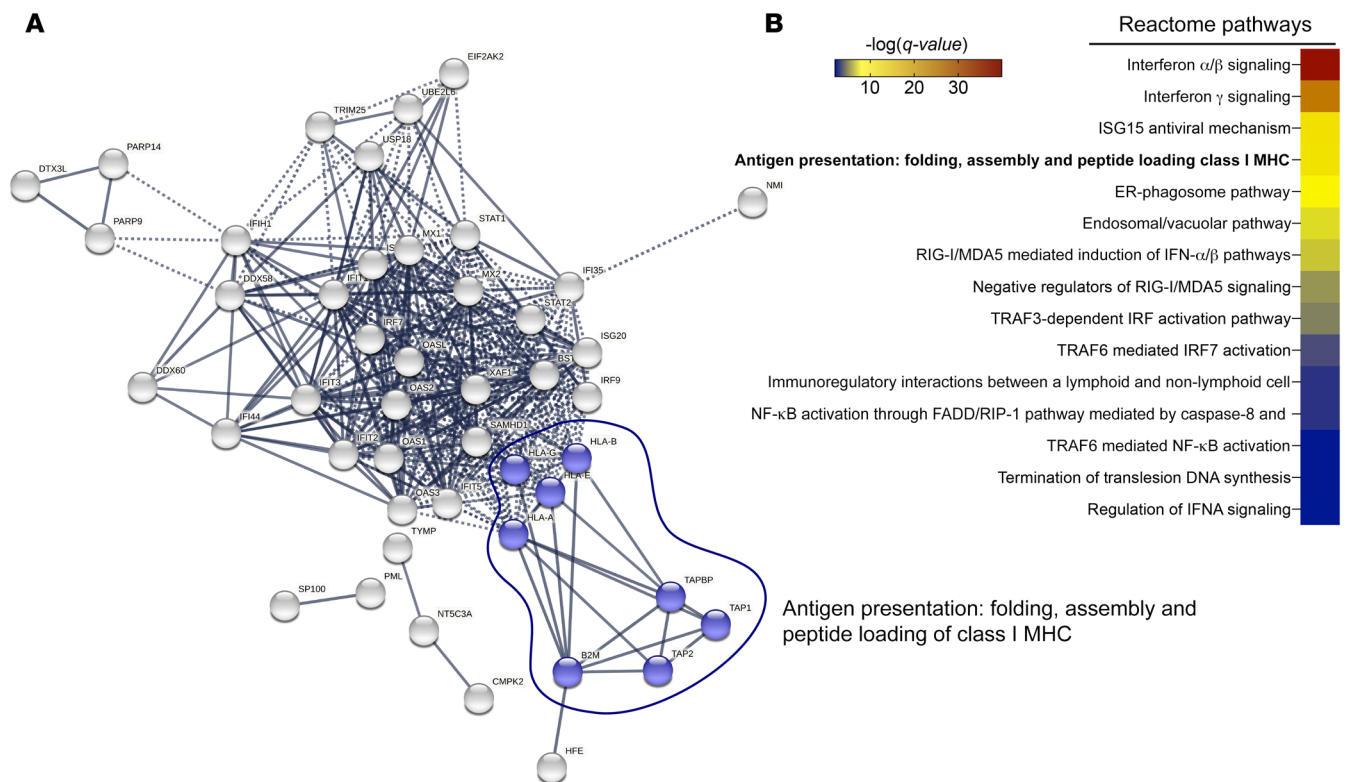 A
EIF2AK2
UBE2L6
TRIM25
USP18
PARP14
DTX3L
PARP9
NMI
IFIH1
STAT1
MX1
IS
IFI35
DDX58
IFIT
MX2
STAT2
IRF7
ISG20
OASL
BST
DDX60
XAF1
IRF9
IFIT3
OAS2
IFI44
SAMHD1
IFIT2
OAS1
HLA-B
HLA-E
OAS3
IFIT5
HLA-A
TYMP
PML
SP100
TAPBP
TAP1
NT5C3A
B2M
TAP2
CMPK2
HFE
Antigen presentation: folding, assembly and
peptide loading of class I MHC
B
Reactome pathways
-log(q-value)
10 20 30
Interferon α/β signaling
Interferon γ signaling
ISG15 antiviral mechanism
Antigen presentation: folding, assembly and peptide loading class I MHC
ER-phagosome pathway
Endosomal/vacuolar pathway
RIG-I/MDA5 mediated induction of IFN-α/β pathways
Negative regulators of RIG-I/MDA5 signaling
TRAF3-dependent IRF activation pathway
TRAF6 mediated IRF7 activation
Immunoregulatory interactions between a lymphoid and non-lymphoid cell
NF-κB activation through FADD/RIP-1 pathway mediated by caspase-8 and
TRAF6 mediated NF-κB activation
Termination of translesion DNA synthesis
Regulation of IFNA signaling